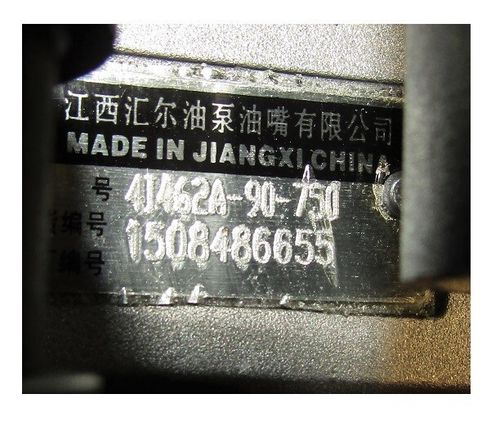 江西汇尔油泵油嘴有限公司
MADE IN JIANGXI, CHINA
号 4J462A-90-750
编号 1508486655
编号